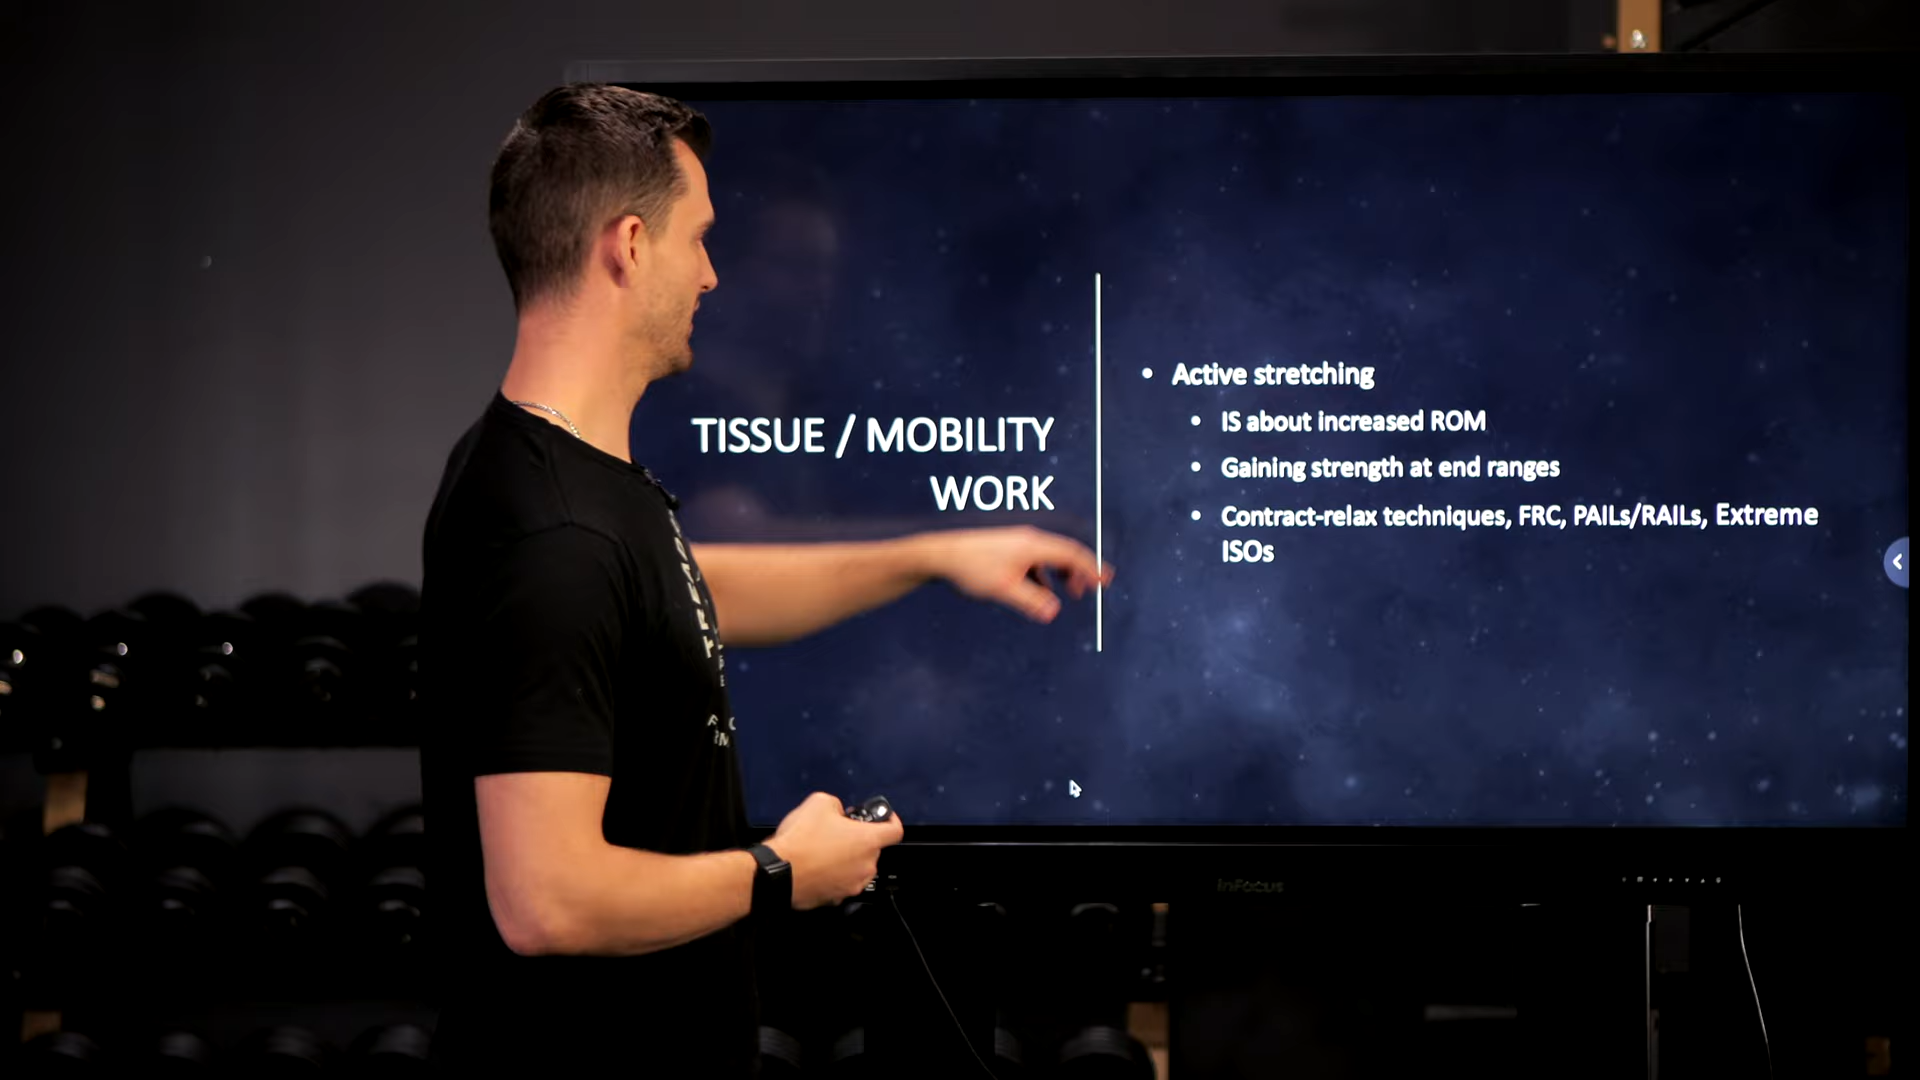 TISSUE / MOBILITY
WORK
• Active stretching
• IS about increased ROM
• Gaining strength at end ranges
• Contract-relax techniques, FRC, PAILs/RAILs, Extreme
ISOs
InFocus